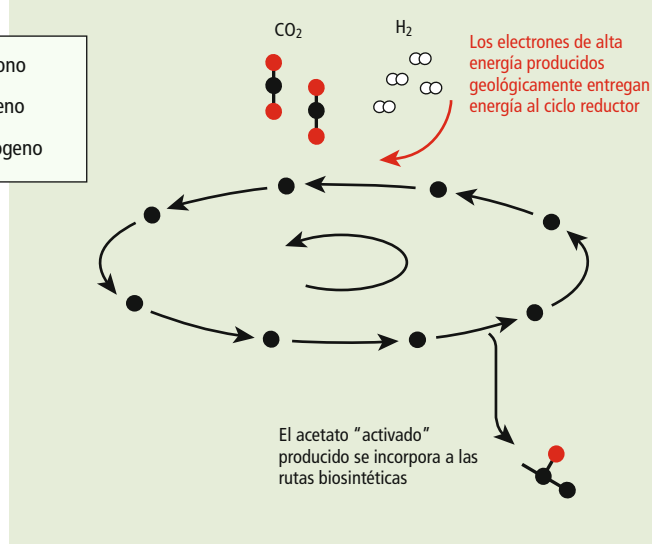 CO₂
H₂
Los electrones de alta
energía producidos
geológicamente entregan
energía al ciclo reductor
ono
eno
ógeno
El acetato “activado”
producido se incorpora a las
rutas biosintéticas